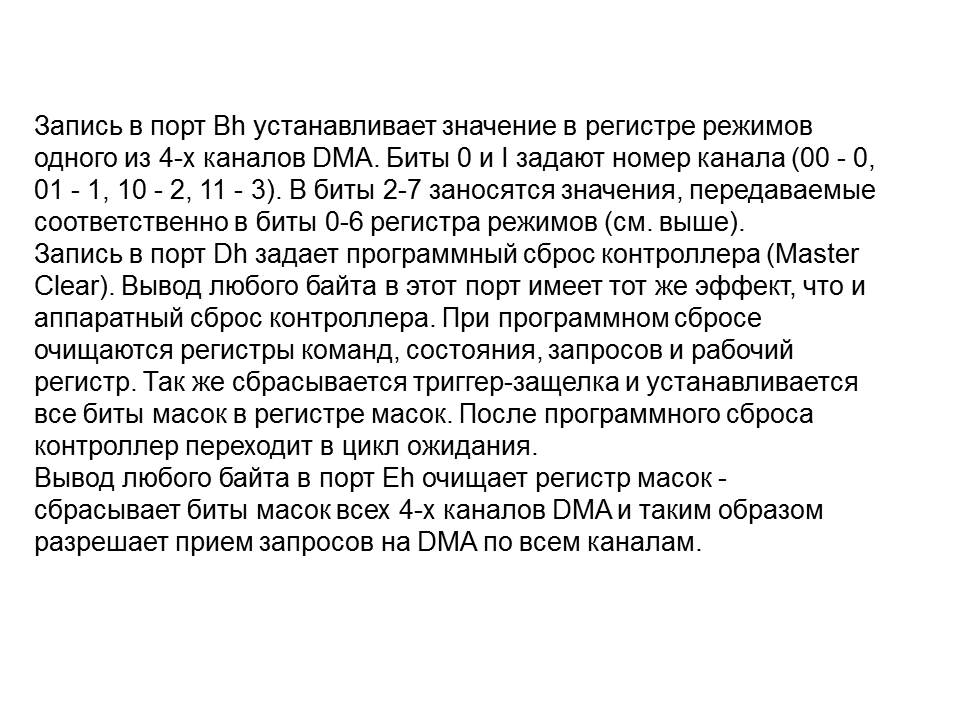 Запись в порт Bh устанавливает значение в регистре режимов
одного из 4-х каналов DMA. Биты 0 и I задают номер канала (00 - 0,
01 - 1, 10 - 2, 11 - 3). В биты 2-7 заносятся значения, передаваемые
соответственно в биты 0-6 регистра режимов (см. выше).
Запись в порт Dh задает программный сброс контроллера (Master
Clear). Вывод любого байта в этот порт имеет тот же эффект, что и
аппаратный сброс контроллера. При программном сбросе
очищаются регистры команд, состояния, запросов и рабочий
регистр. Так же сбрасывается триггер-защелка и устанавливается
все биты масок в регистре масок. После программного сброса
контроллер переходит в цикл ожидания.
Вывод любого байта в порт Eh очищает регистр масок -
сбрасывает биты масок всех 4-х каналов DMA и таким образом
разрешает прием запросов на DMA по всем каналам.